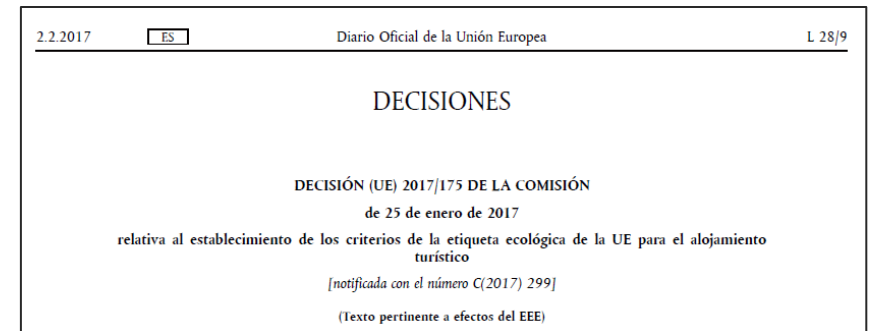 2.2.2017 ES Diario Oficial de la Unión Europea L 28/9
DECISIONES
DECISIÓN (UE) 2017/175 DE LA COMISIÓN
de 25 de enero de 2017
relativa al establecimiento de los criterios de la etiqueta ecológica de la UE para el alojamiento
turístico
[notificada con el número C(2017) 299]
(Texto pertinente a efectos del EEE)